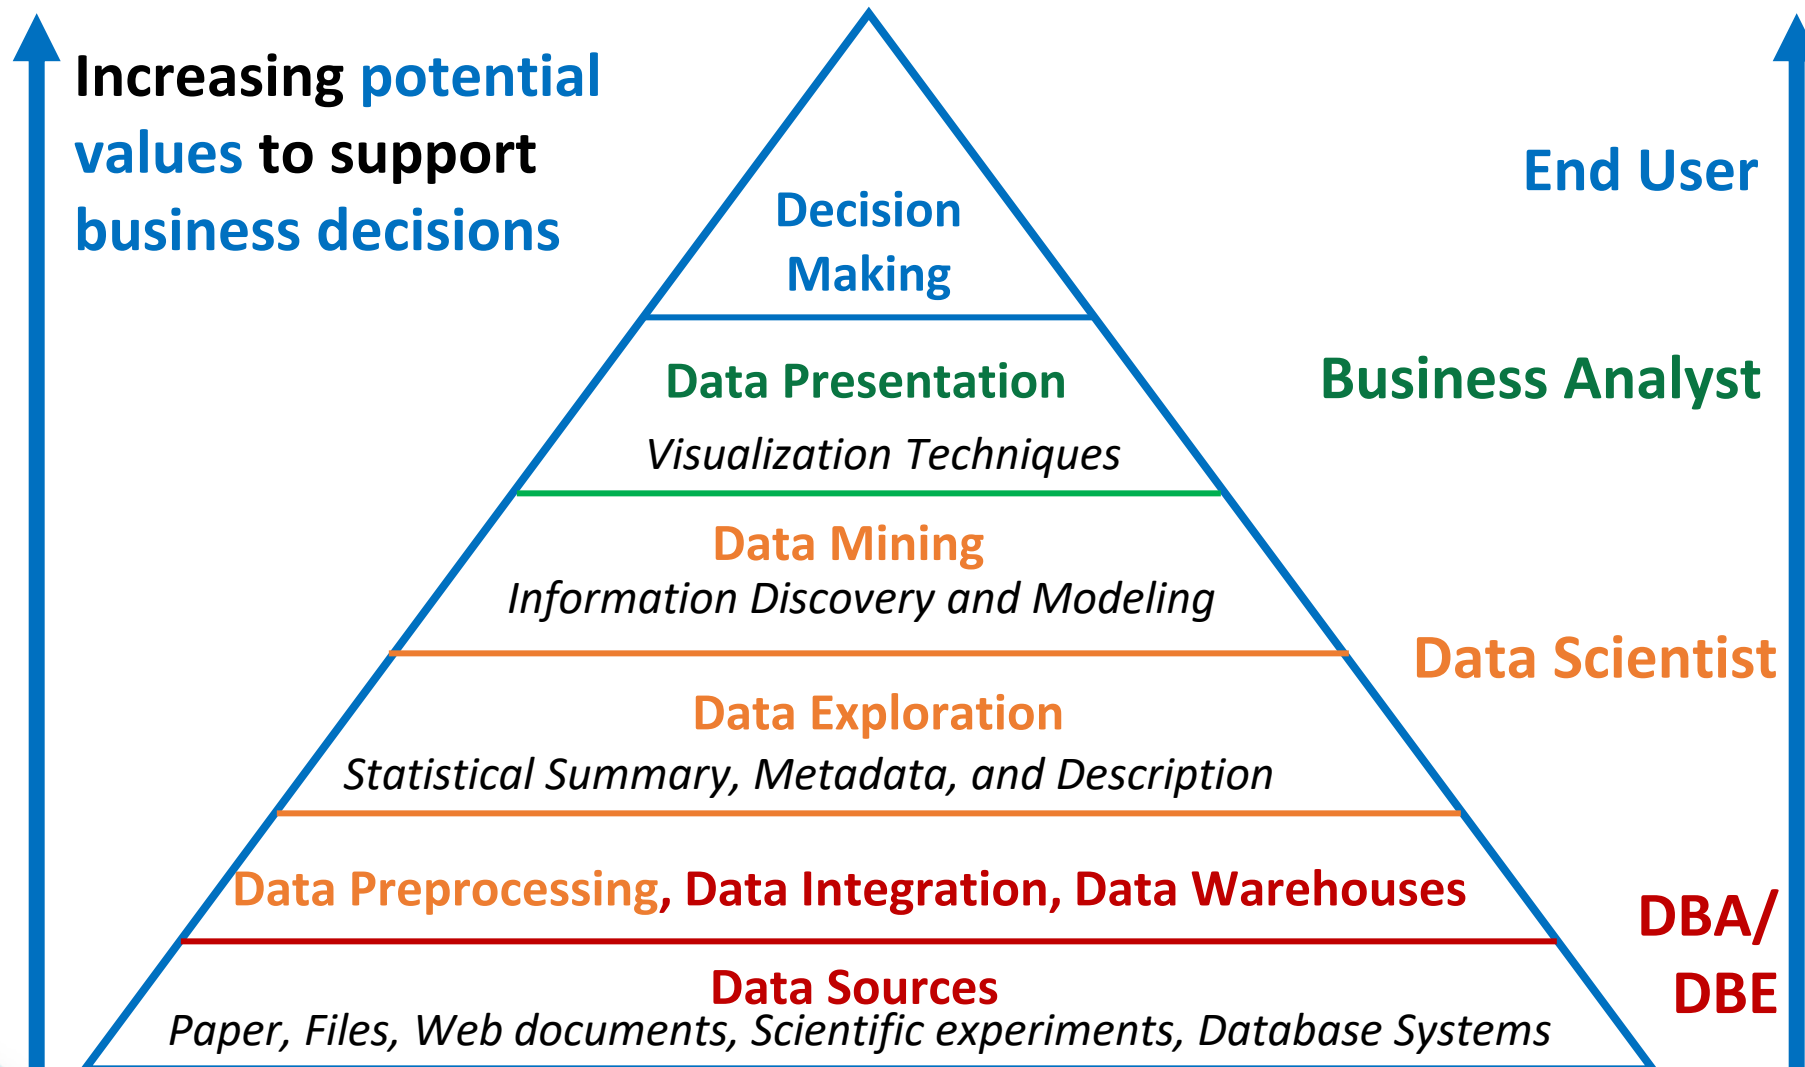 Increasing potential
values to support
business decisions
End User
Decision
Making
Data Presentation
Business Analyst
Visualization Techniques
Data Mining
Information Discovery and Modeling
Data Scientist
Data Exploration
Statistical Summary, Metadata, and Description
Data Preprocessing, Data Integration, Data Warehouses
DBA/
DBE
Data Sources
Paper, Files, Web documents, Scientific experiments, Database Systems